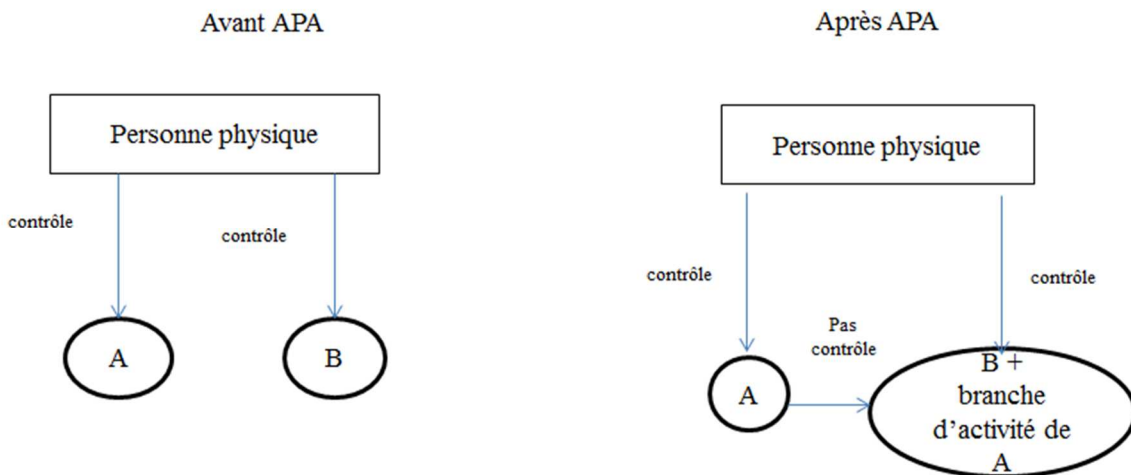 Avant APA
Personne physique
contrôle
contrôle
A
B
Après APA
Personne physique
contrôle
contrôle
Pas
contrôle
A
B +
branche
d'activité de
A